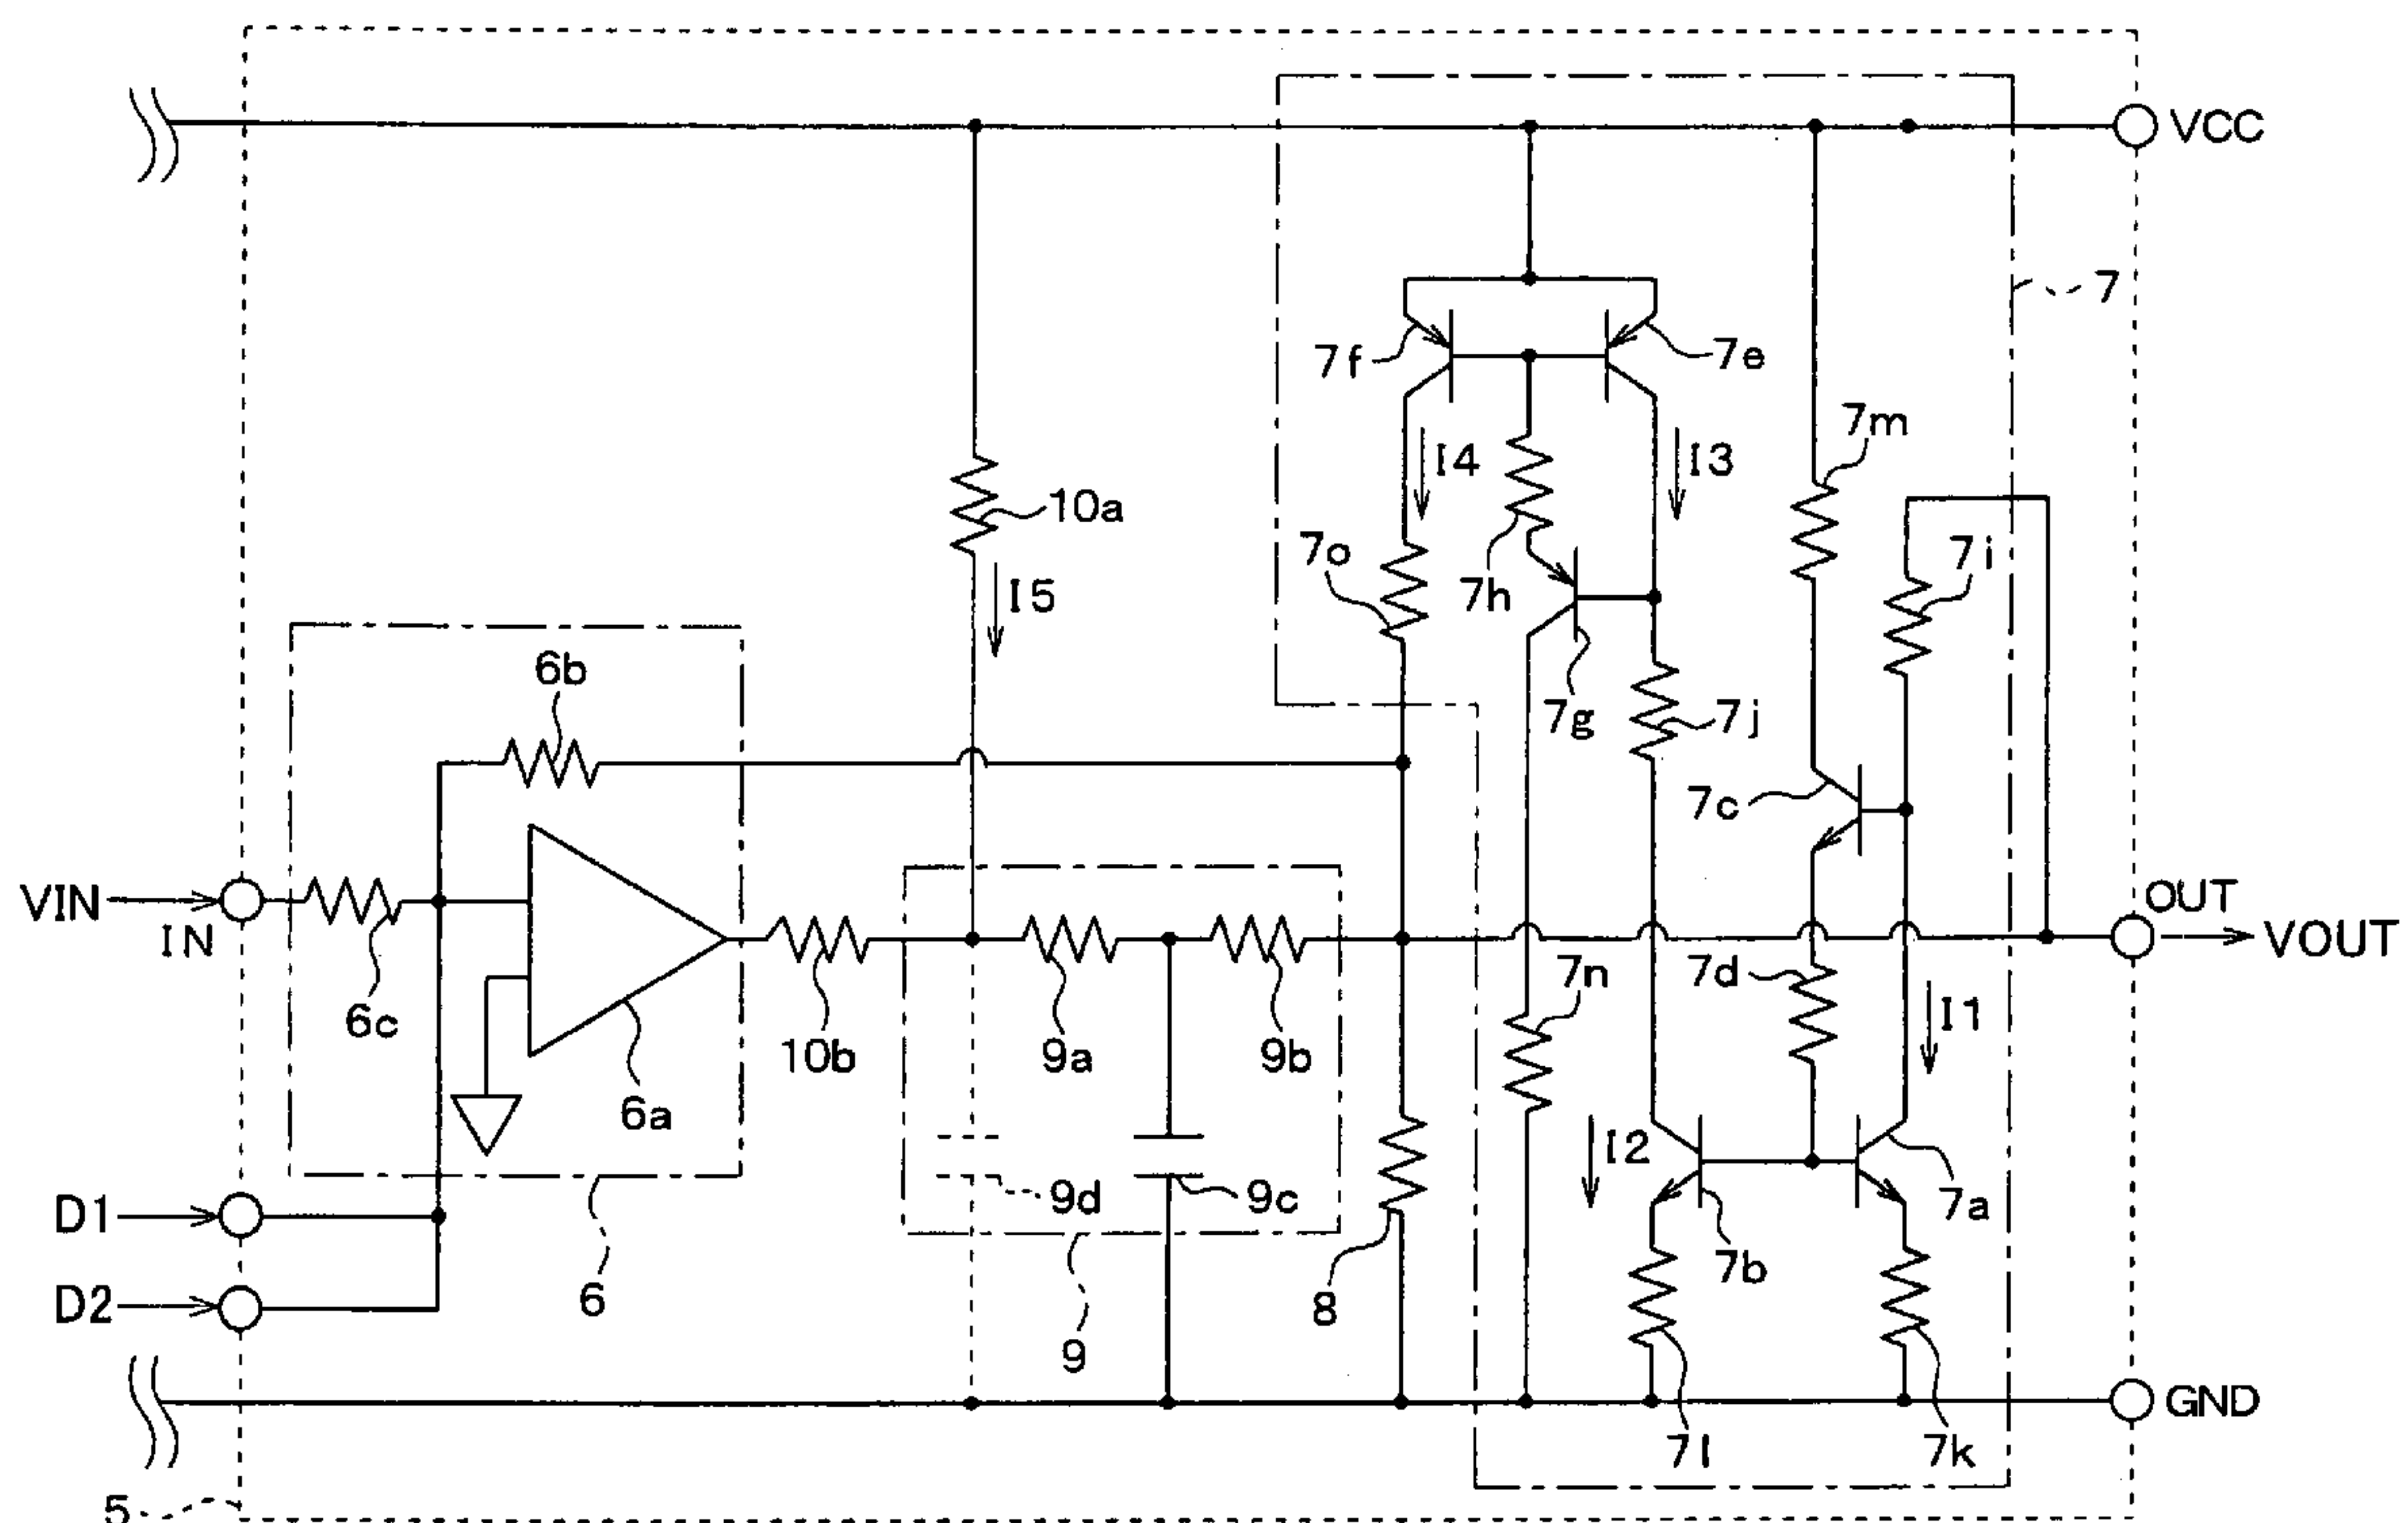 VCC
7
7f
7e
7m
I4
I3
10a
7o
7i
7h
I5
6b
7g
7j
7c
VIN
IN
OUT
VOUT
6c
7d
7n
10b
9a
9b
I1
6a
I2
D1
9d
9c
7a
7b
D2
6
8
9
GND
7l
7k
5